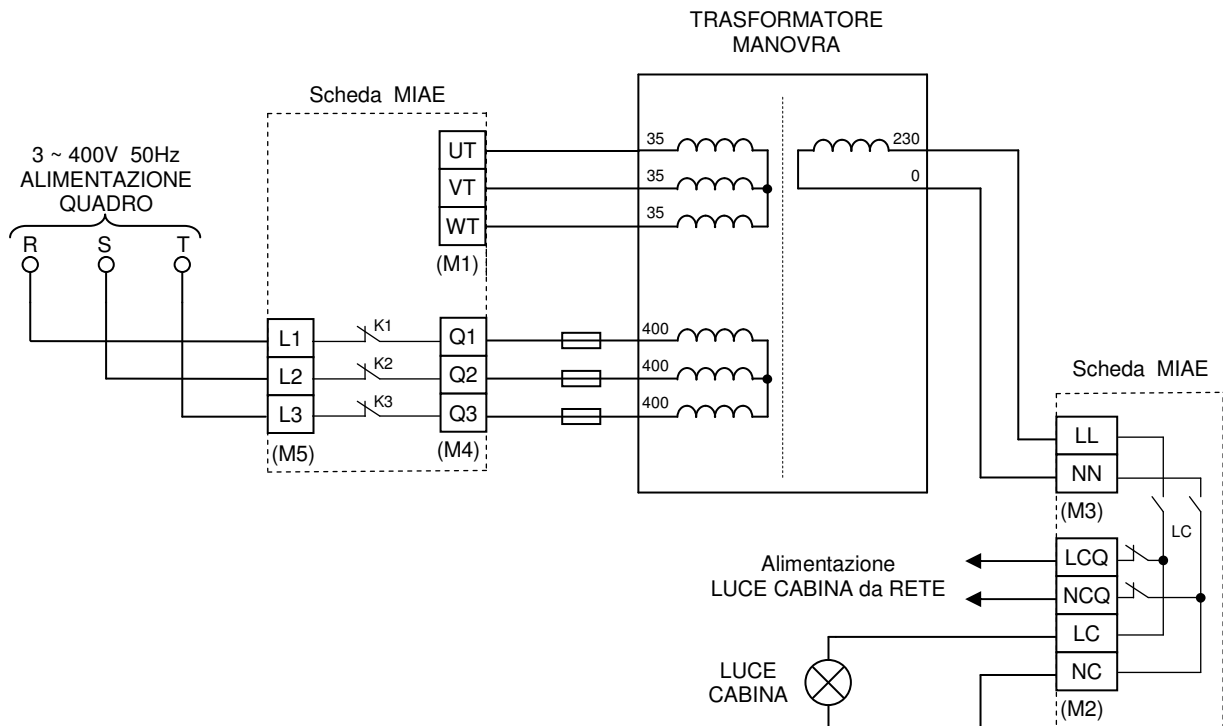 TRASFORMATORE
MANOVRA
Scheda MIAE
3 ~ 400V 50Hz
ALIMENTAZIONE
QUADRO
R S T
UT
VT
WT
(M1)
35
35
35
230
0
L1 K1 Q1
L2 K2 Q2
L3 K3 Q3
(M5) (M4)
400
400
400
Scheda MIAE
LL
NN
(M3)
LC
LCQ
NCQ
LC
NC
(M2)
Alimentazione
LUCE CABINA da RETE
LUCE
CABINA